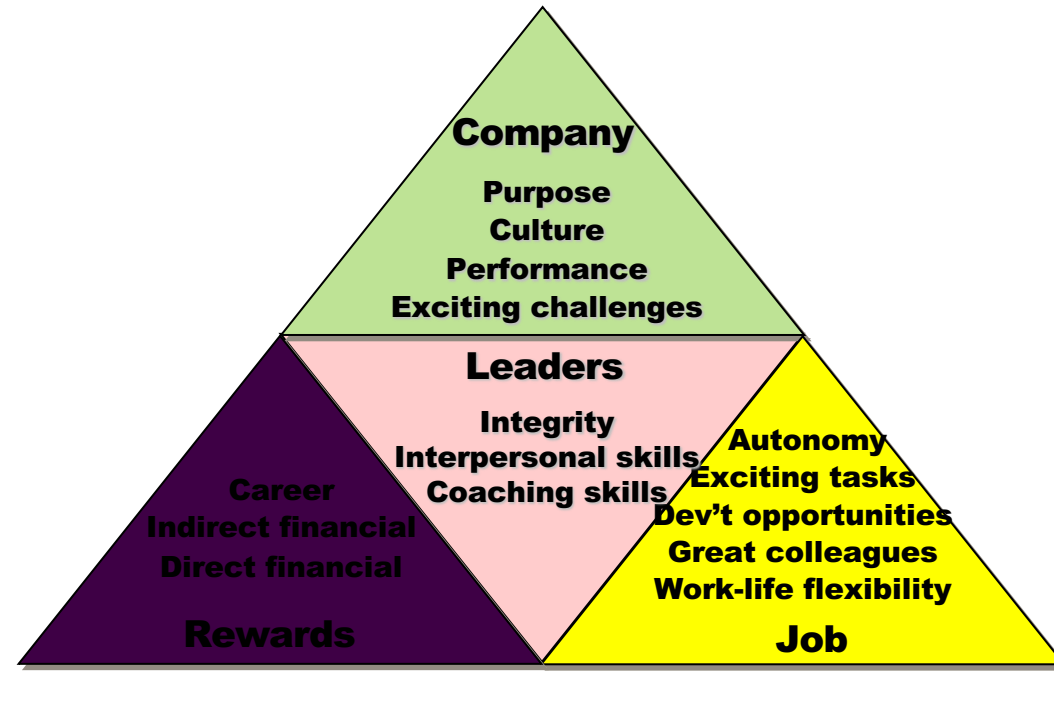 Company
Purpose
Culture
Performance
Exciting challenges
Leaders
Integrity
Interpersonal skills
Coaching skills
Career
Indirect financial
Direct financial
Rewards
Autonomy
Exciting tasks
Dev’t opportunities
Great colleagues
Work-life flexibility
Job